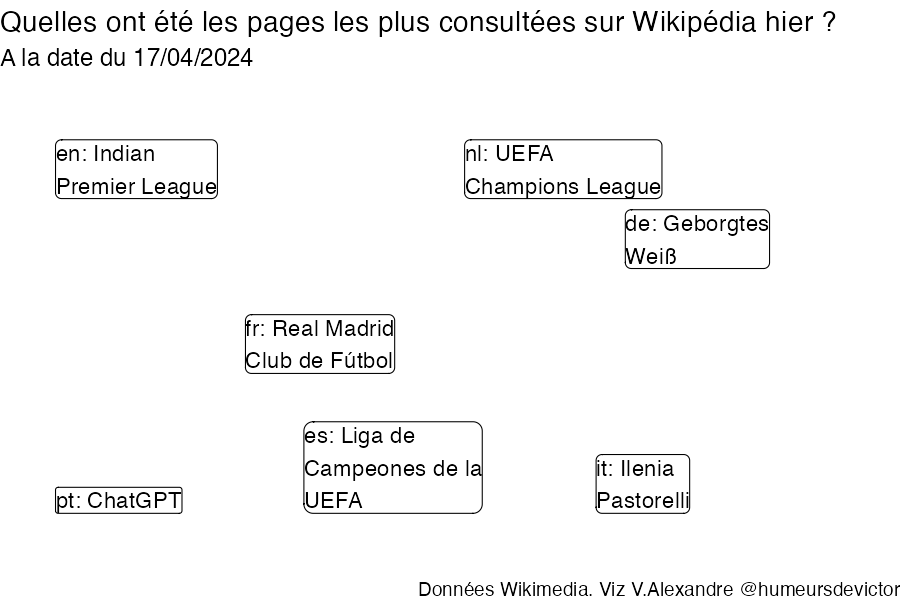 Quelles ont été les pages les plus consultées sur Wikipédia hier ?
A la date du 17/04/2024
en: Indian
Premier League
nl: UEFA
Champions League
de: Geborgtes
Weiß
fr: Real Madrid
Club de Fútbol
es: Liga de
Campeones de la
UEFA
it: Ilenia
Pastorelli
pt: ChatGPT
Données Wikimedia. Viz V.Alexandre @humeursdevictor